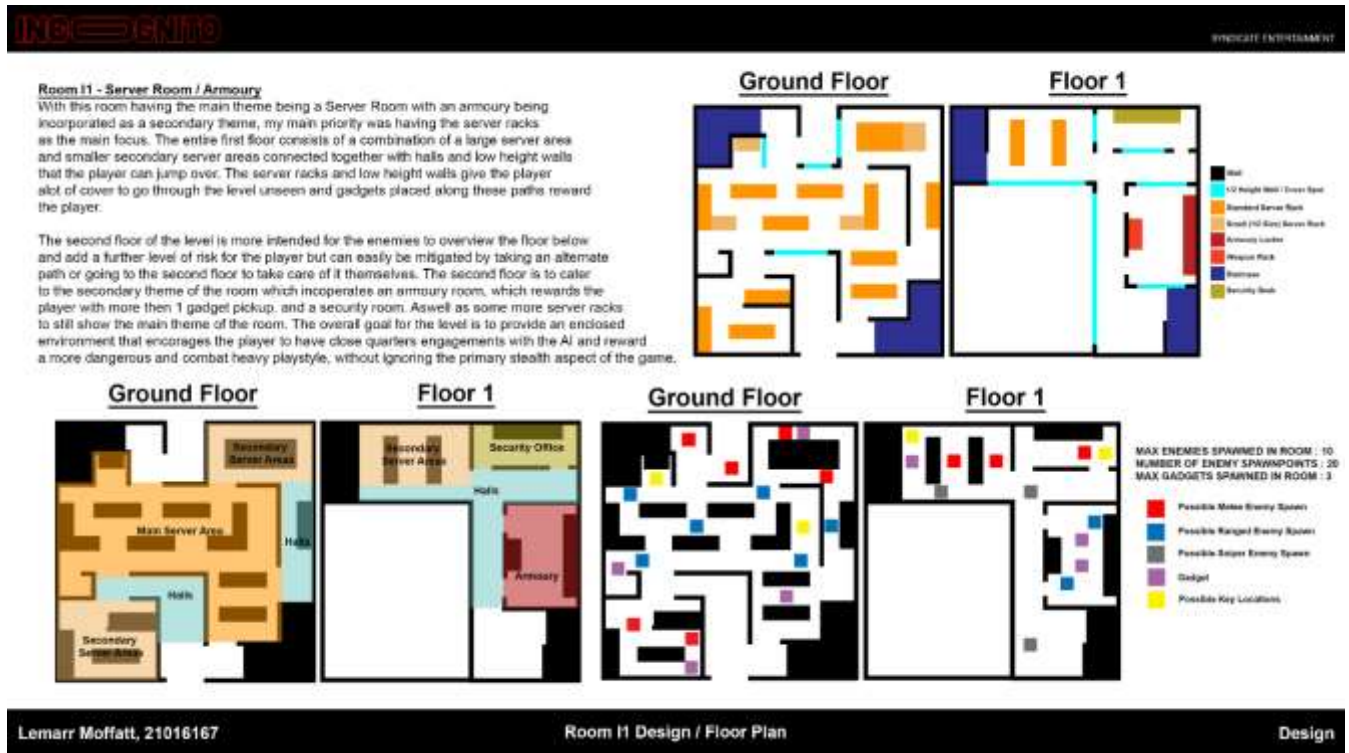 INCOGNITO
SYNDICATE ENTERTAINMENT
Room I1 - Server Room / Armoury
With this room having the main theme being a Server Room with an armoury being
incorporated as a secondary theme, my main priority was having the server racks
as the main focus. The entire first floor consists of a combination of a large server area
and smaller secondary server areas connected together with halls and low height walls
that the player can jump over. The server racks and low height walls give the player
alot of cover to go through the level unseen and gadgets placed along these paths reward
the player.
The second floor of the level is more intended for the enemies to overview the floor below
and add a further level of risk for the player but can easily be mitigated by taking an alternate
path or going to the second floor to take care of it themselves. The second floor is to cater
to the secondary theme of the room which incoperates an armoury room, which rewards the
player with more then 1 gadget pickup, and a security room. Aswell as some more server racks
to still show the main theme of the room. The overall goal for the level is to provide an enclosed
environment that encorages the player to have close quarters engagements with the AI and reward
a more dangerous and combat heavy playstyle, without ignoring the primary stealth aspect of the game.
Ground Floor
Floor 1
Wall
1/2 Height Wall / Cover Spot
Standard Server Rack
Small (1/2 Size) Server Rack
Armoury Locker
Weapon Rack
Staircase
Security Desk
Ground Floor
Floor 1
Secondary
Server Areas
Main Server Area
Halls
Halls
Secondary
Server Areas
Secondary
Server Areas
Security Office
Halls
Armoury
Ground Floor
Floor 1
MAX ENEMIES SPAWNED IN ROOM : 10
NUMBER OF ENEMY SPAWNPOINTS : 20
MAX GADGETS SPAWNED IN ROOM : 3
Possible Melee Enemy Spawn
Possible Ranged Enemy Spawn
Possible Sniper Enemy Spawn
Gadget
Possible Key Locations
Lemarr Moffatt, 21016167
Room I1 Design / Floor Plan
Design